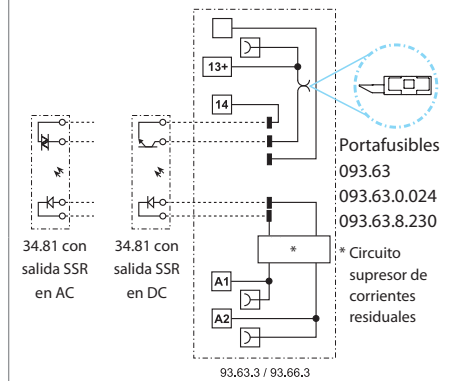 13+
14
Portafusibles
093.63
093.63.0.024
093.63.8.230
34.81 con
salida SSR
en AC
34.81 con
salida SSR
en DC
*
* Circuito
supresor de
corrientes
residuales
A1
A2
93.63.3 / 93.66.3